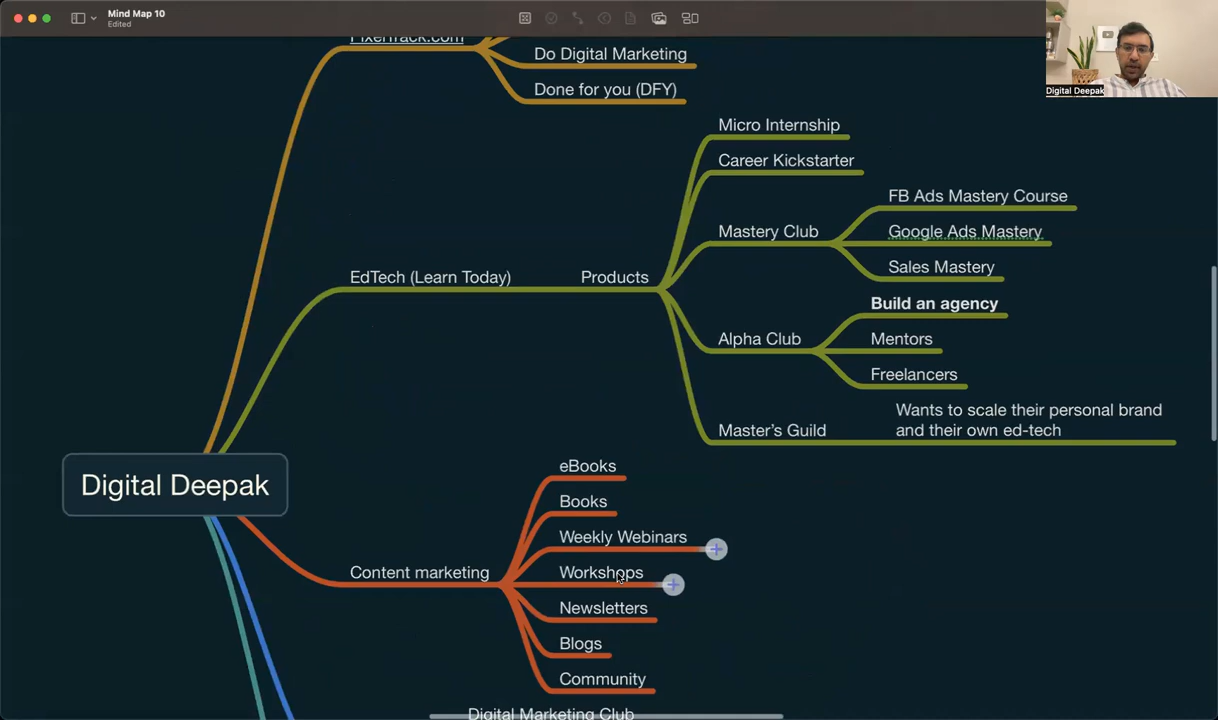 Mind Map 10
Edited
Digital Deepak
FixerTrack.com
Do Digital Marketing
Done for you (DFY)
Micro Internship
Career Kickstarter
FB Ads Mastery Course
Mastery Club
Google Ads Mastery
Sales Mastery
EdTech (Learn Today)
Products
Build an agency
Alpha Club
Mentors
Freelancers
Wants to scale their personal brand
and their own ed-tech
Master's Guild
Digital Deepak
eBooks
Books
Weekly Webinars
Content marketing
Workshops
Newsletters
Blogs
Community
Digital Marketing Club